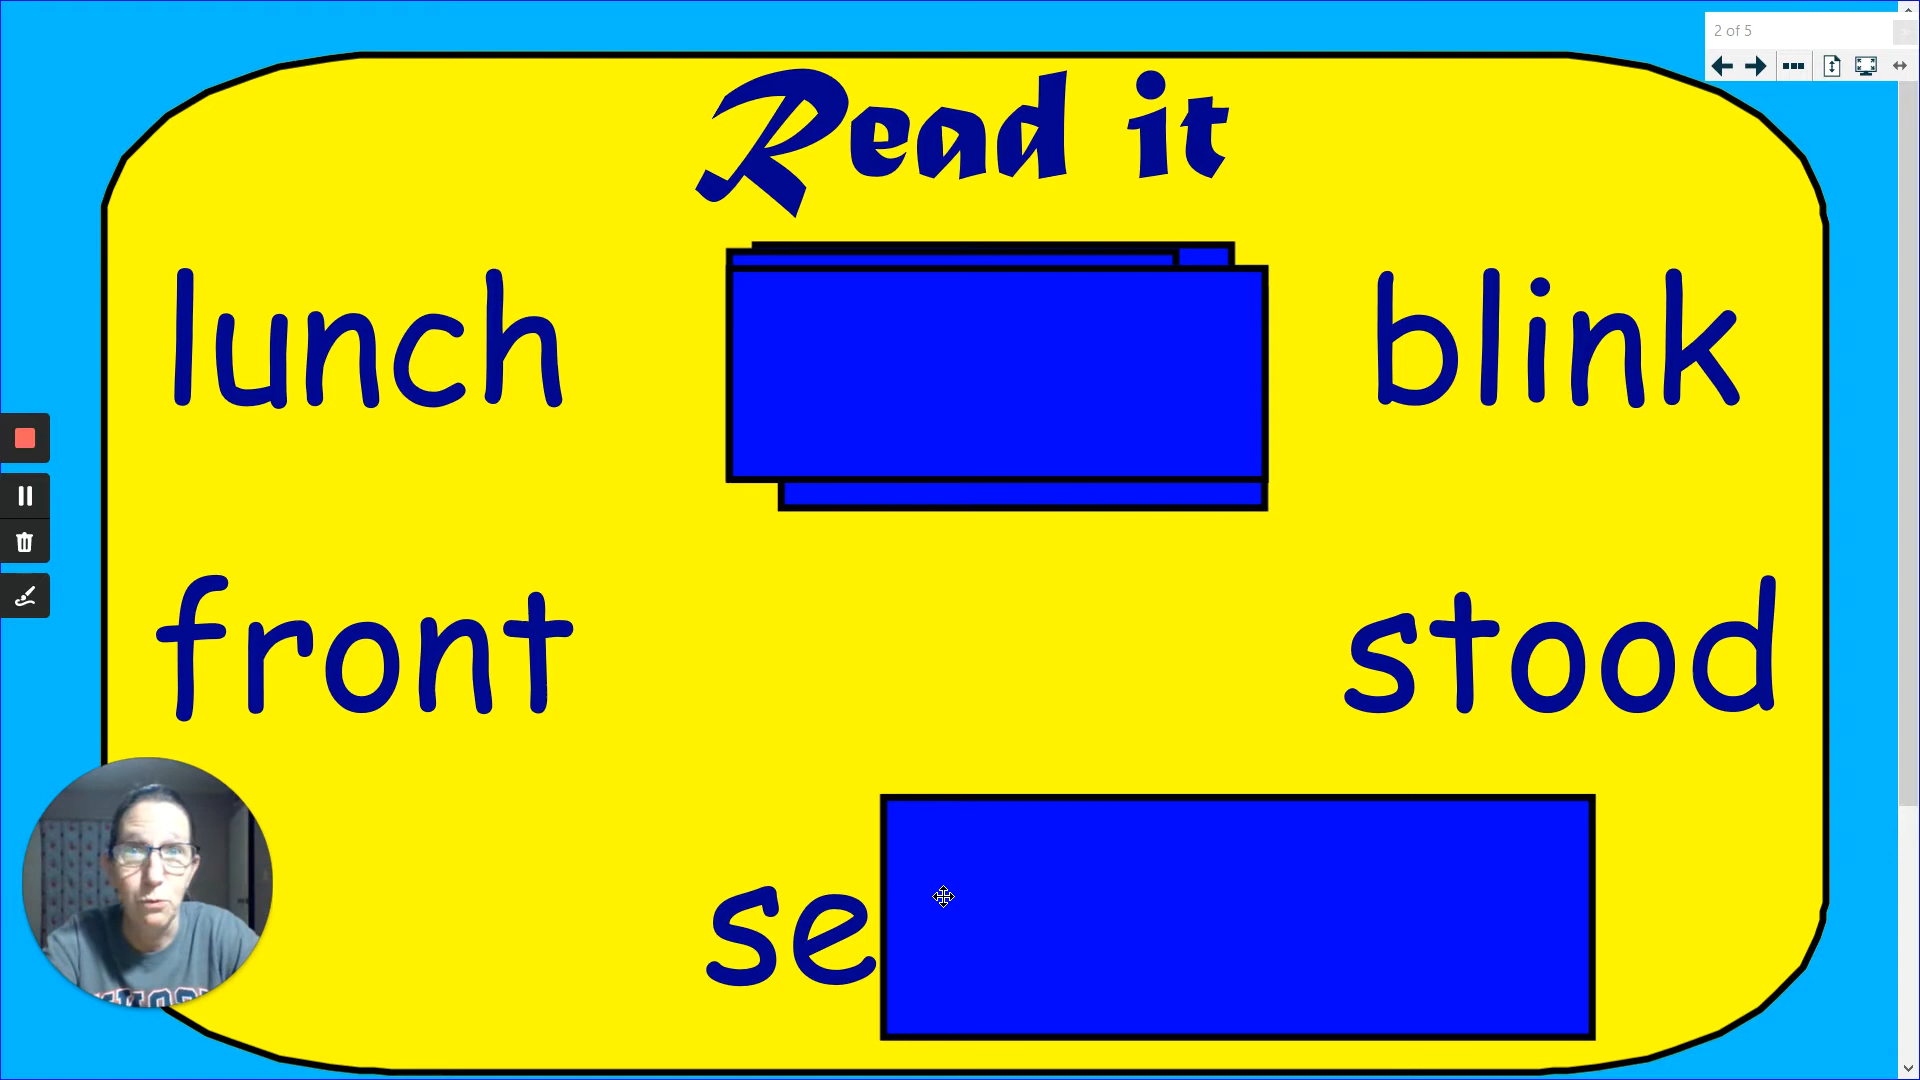 2 of 5
Read it
lunch blink
front stood
se